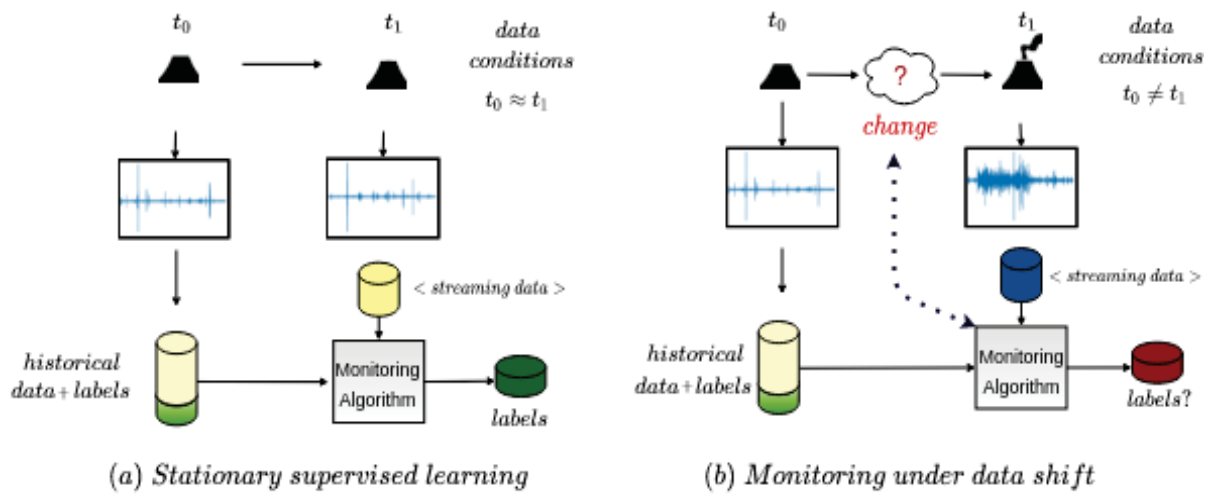 t₀
t₁
data
conditions
t₀ ≈ t₁
< streaming data >
historical
data+labels
Monitoring
Algorithm
labels
(a) Stationary supervised learning
t₀
t₁
data
conditions
t₀ ≠ t₁
?
change
< streaming data >
historical
data+labels
Monitoring
Algorithm
labels?
(b) Monitoring under data shift